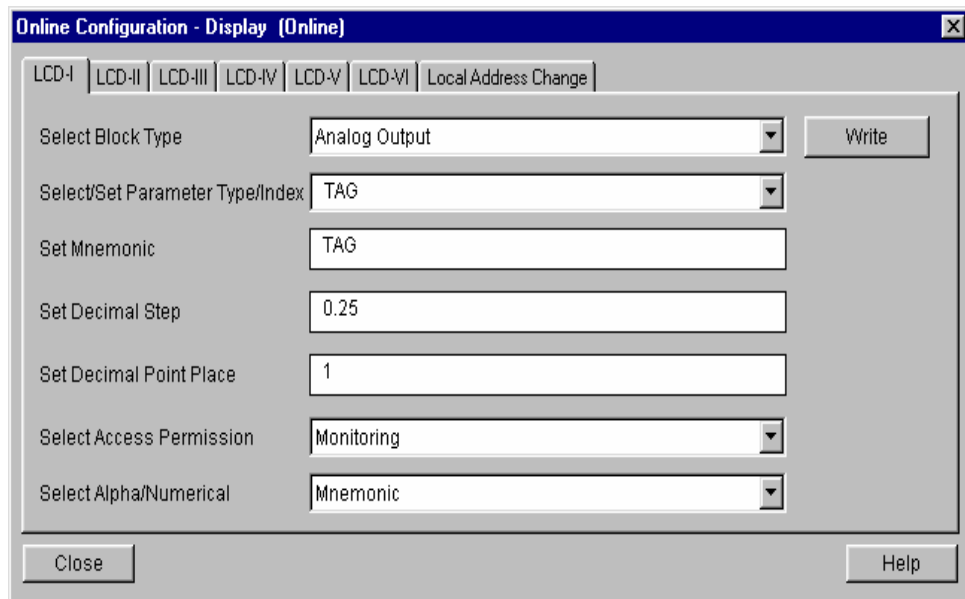 Online Configuration - Display (Online)
LCD-I LCD-II LCD-III LCD-IV LCD-V LCD-VI Local Address Change
Select Block Type Analog Output Write
Select/Set Parameter Type/Index TAG
Set Mnemonic TAG
Set Decimal Step 0.25
Set Decimal Point Place 1
Select Access Permission Monitoring
Select Alpha/Numerical Mnemonic
Close Help